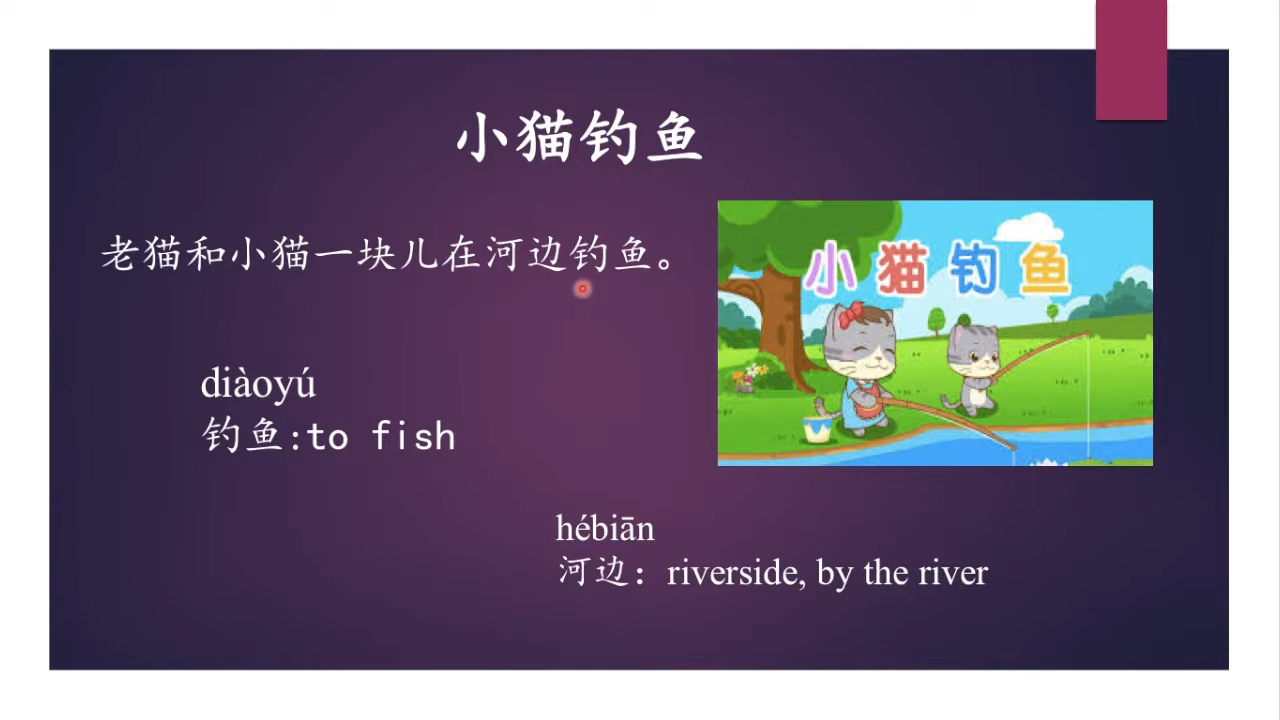 小猫钓鱼
老猫和小猫一块儿在河边钓鱼。
小猫钓鱼
diàoyú
钓鱼:to fish
hébiān
河边：riverside, by the river